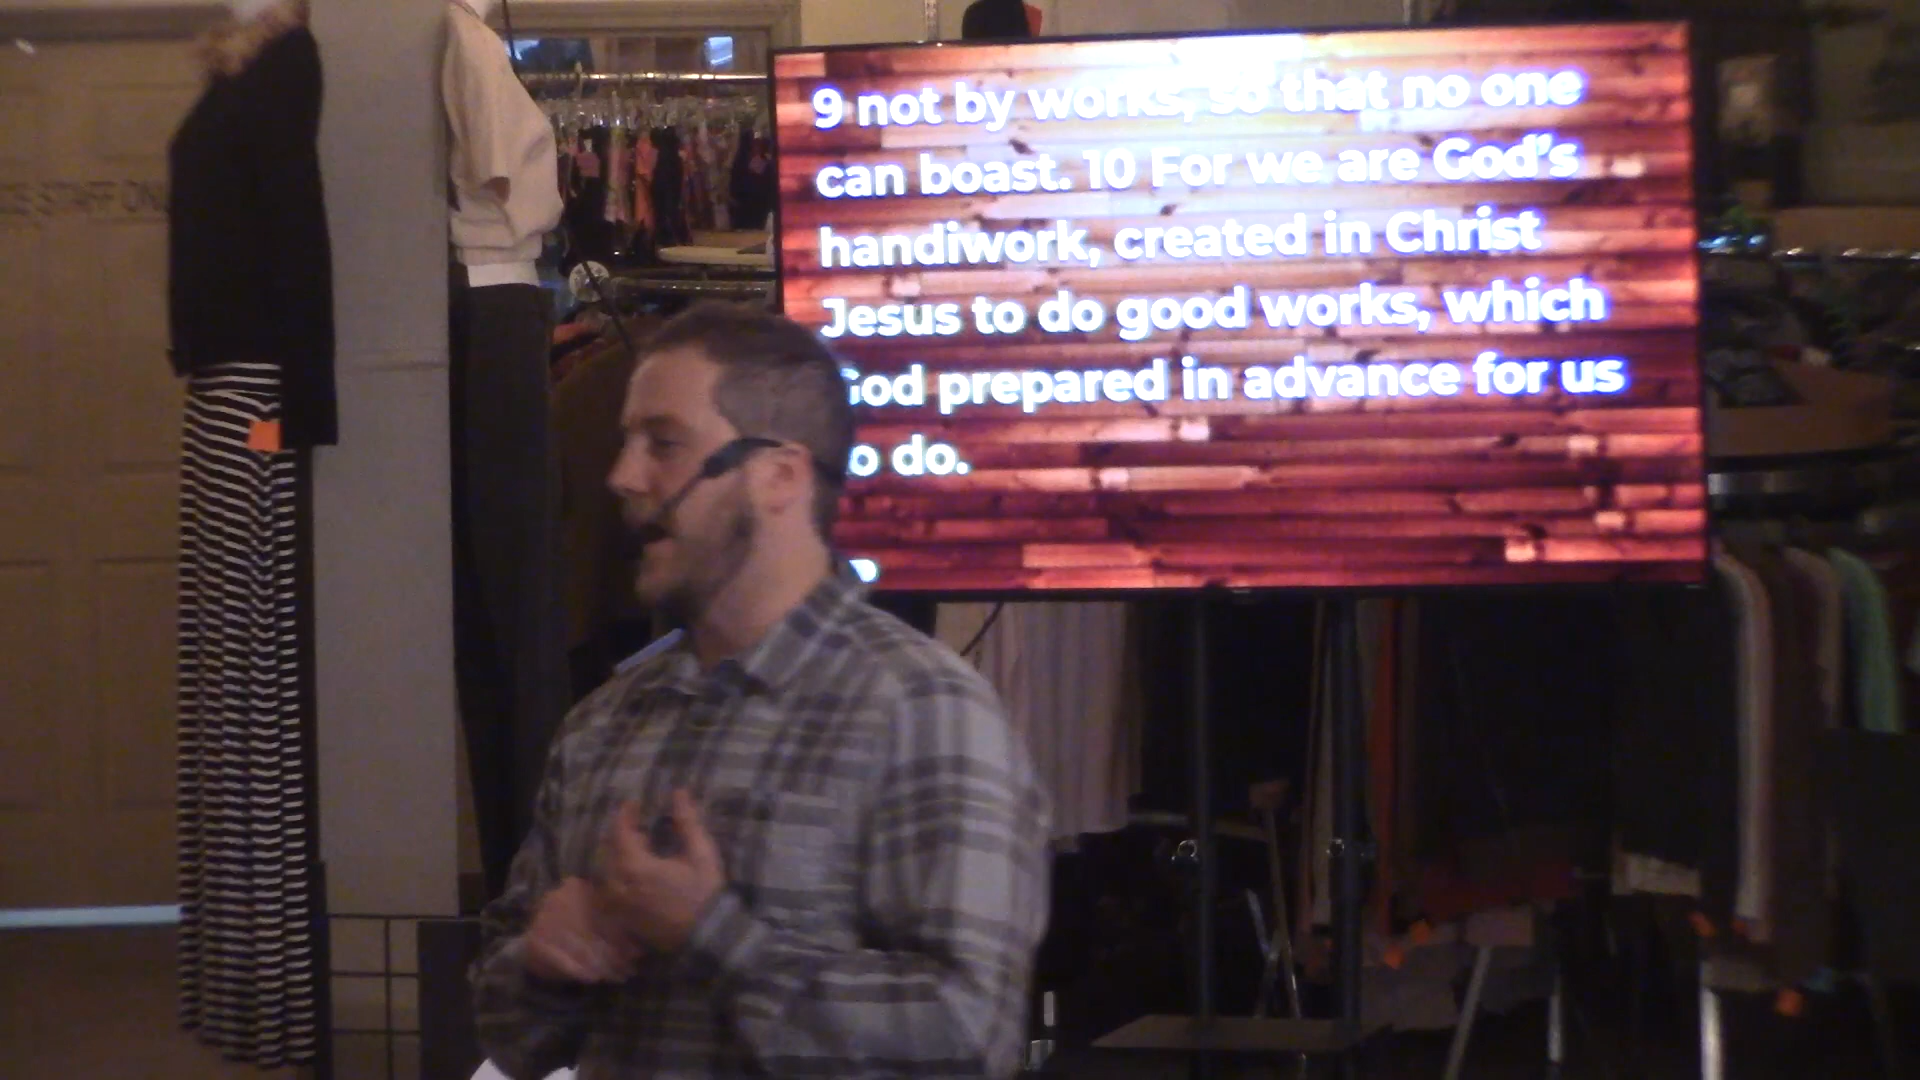 9 not by works, so that no one
can boast. 10 For we are God's
handiwork, created in Christ
Jesus to do good works, which
God prepared in advance for us
to do.